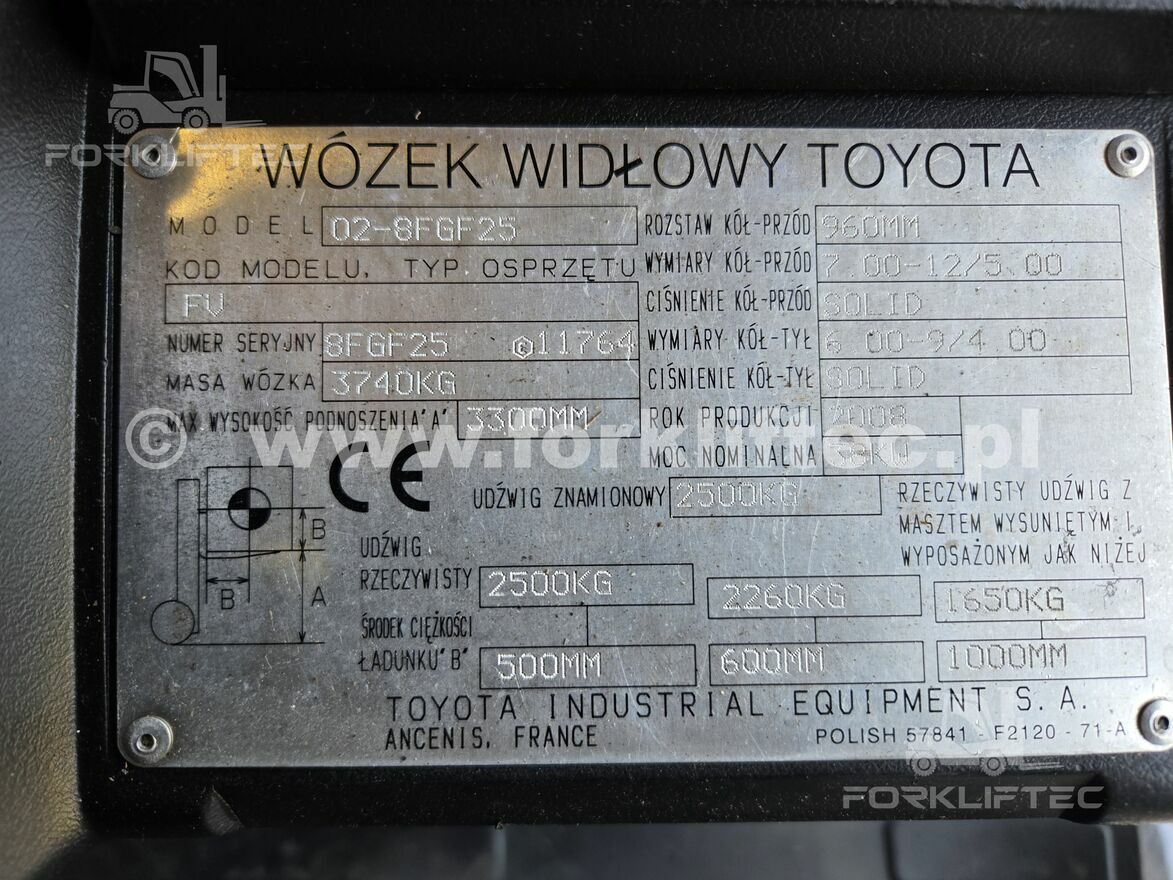 FORKLIFTEC
WÓZEK WIDŁOWY TOYOTA
MODEL 02-8FGF25
KOD MODELU. TYP OSPRZĘTU
FV
NUMER SERYJNY 8FGF25 11764
MASA WÓZKA 3740KG
MAX. WYSOKOŚĆ PODNOSZENIA"A" 3300MM
ROZSTAW KÓŁ-PRZÓD 960MM
WYMIARY KÓŁ-PRZÓD 7.00-12/5.00
CIŚNIENIE KÓŁ-PRZÓD SOLID
WYMIARY KÓŁ-TYŁ 6.00-9/4.00
CIŚNIENIE KÓŁ-TYŁ SOLID
ROK PRODUKCJI 2008
MOC NOMINALNA KW
© www.forkliftec.pl
CE
UDŹWIG ZNAMIONOWY 2500KG
RZECZYWISTY UDŹWIG Z
MASZTEM WYSUNIĘTYM I
WYPOSAŻONYM JAK NIŻEJ
B
B
A
UDŹWIG
RZECZYWISTY 2500KG 2260KG 1650KG
ŚRODEK CIĘŻKOŚCI
ŁADUNKU"B" 500MM 600MM 1000MM
TOYOTA INDUSTRIAL EQUIPMENT S. A.
ANCENIS, FRANCE
POLISH 57841 - F2120 - 71-A
FORKLIFTEC